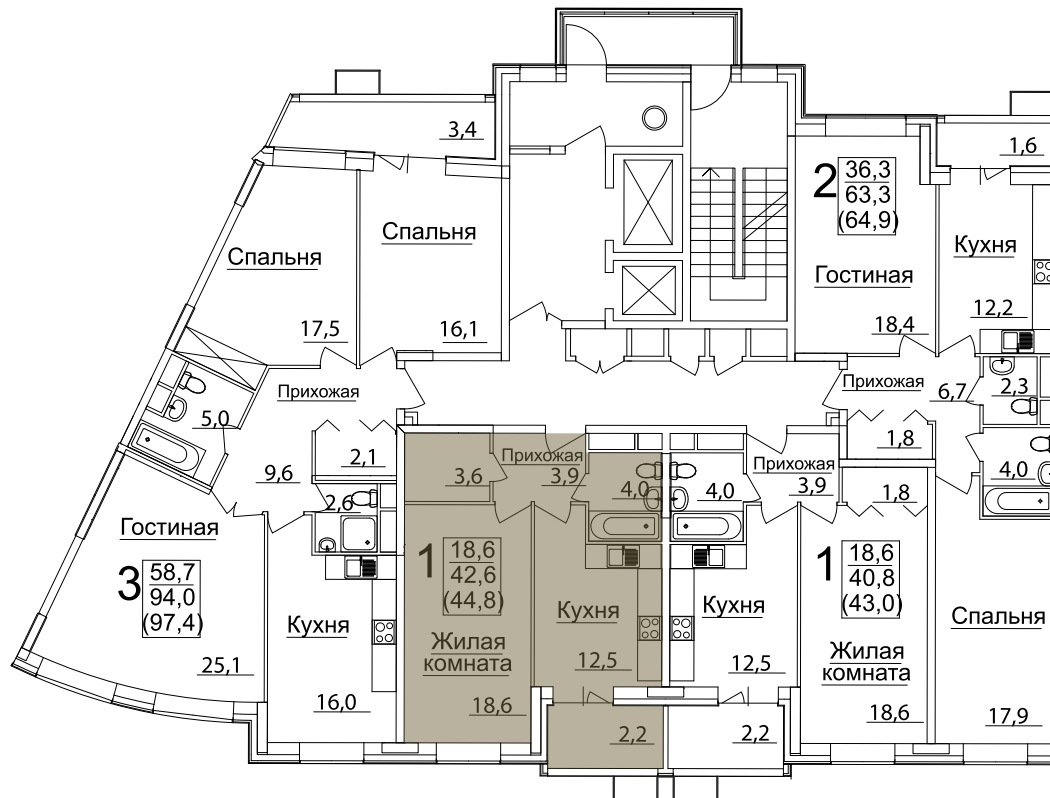 3,4
1,6
2
36,3
63,3
(64,9)
Спальня
Спальня
Кухня
Гостиная
17,5
16,1
18,4
12,2
Прихожая
Прихожая
5,0
6,7
2,3
2,1
1,8
Прихожая
Прихожая
9,6
3,6
3,9
4,0
4,0
3,9
1,8
4,0
2,6
Гостиная
3
58,7
94,0
(97,4)
1
18,6
42,6
(44,8)
1
18,6
40,8
(43,0)
Кухня
Кухня
Кухня
Спальня
Жилая
комната
Жилая
комната
25,1
12,5
12,5
16,0
18,6
18,6
17,9
2,2
2,2